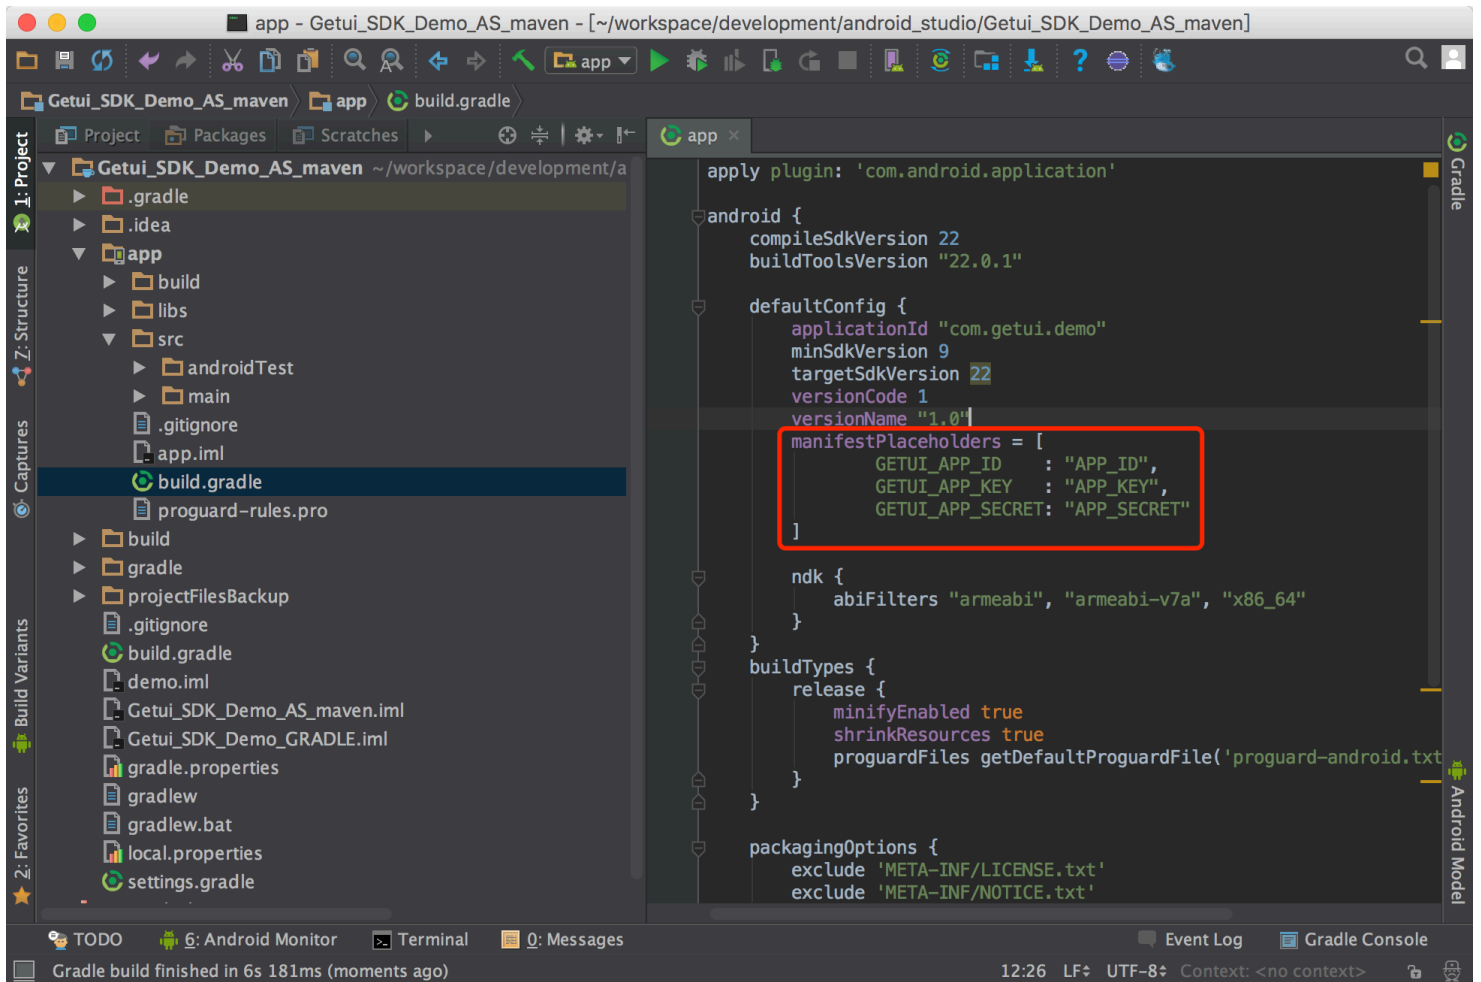 app - Getui_SDK_Demo_AS_maven - [~/workspace/development/android_studio/Getui_SDK_Demo_AS_maven]
app
Getui_SDK_Demo_AS_maven app build.gradle
Project Packages Scratches
app ×
1: Project
Z: Structure
Captures
Build Variants
2: Favorites
Getui_SDK_Demo_AS_maven ~/workspace/development/a
.gradle
.idea
app
build
libs
src
androidTest
main
.gitignore
app.iml
build.gradle
proguard-rules.pro
build
gradle
projectFilesBackup
.gitignore
build.gradle
demo.iml
Getui_SDK_Demo_AS_maven.iml
Getui_SDK_Demo_GRADLE.iml
gradle.properties
gradlew
gradlew.bat
local.properties
settings.gradle
apply plugin: 'com.android.application'
android {
compileSdkVersion 22
buildToolsVersion "22.0.1"
defaultConfig {
applicationId "com.getui.demo"
minSdkVersion 9
targetSdkVersion 22
versionCode 1
versionName "1.0"
manifestPlaceholders = [
GETUI_APP_ID : "APP_ID",
GETUI_APP_KEY : "APP_KEY",
GETUI_APP_SECRET: "APP_SECRET"
]
ndk {
abiFilters "armeabi", "armeabi-v7a", "x86_64"
}
}
buildTypes {
release {
minifyEnabled true
shrinkResources true
proguardFiles getDefaultProguardFile('proguard-android.txt
}
}
packagingOptions {
exclude 'META-INF/LICENSE.txt'
exclude 'META-INF/NOTICE.txt'
Gradle
Android Model
TODO 6: Android Monitor Terminal 0: Messages Event Log Gradle Console
Gradle build finished in 6s 181ms (moments ago) 12:26 LF UTF-8 Context: <no context>